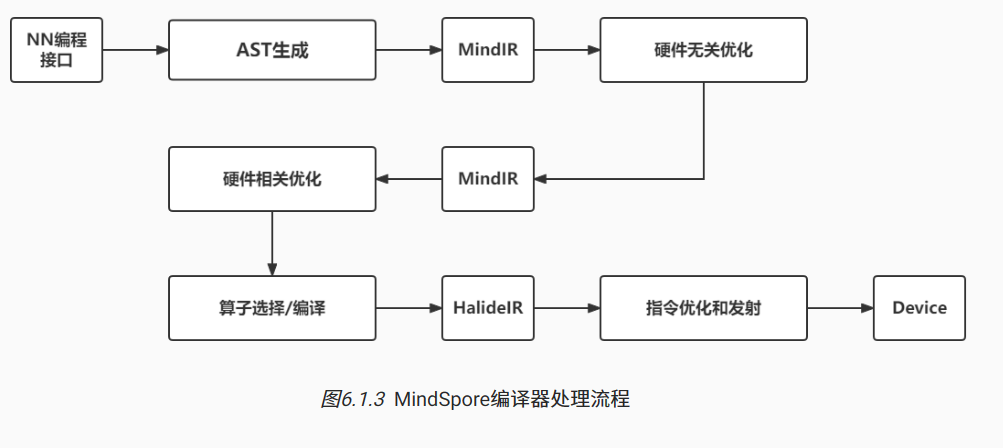 NN编程
接口
AST生成
MindIR
硬件无关优化
硬件相关优化
MindIR
算子选择/编译
HalideIR
指令优化和发射
Device
图6.1.3 MindSpore编译器处理流程